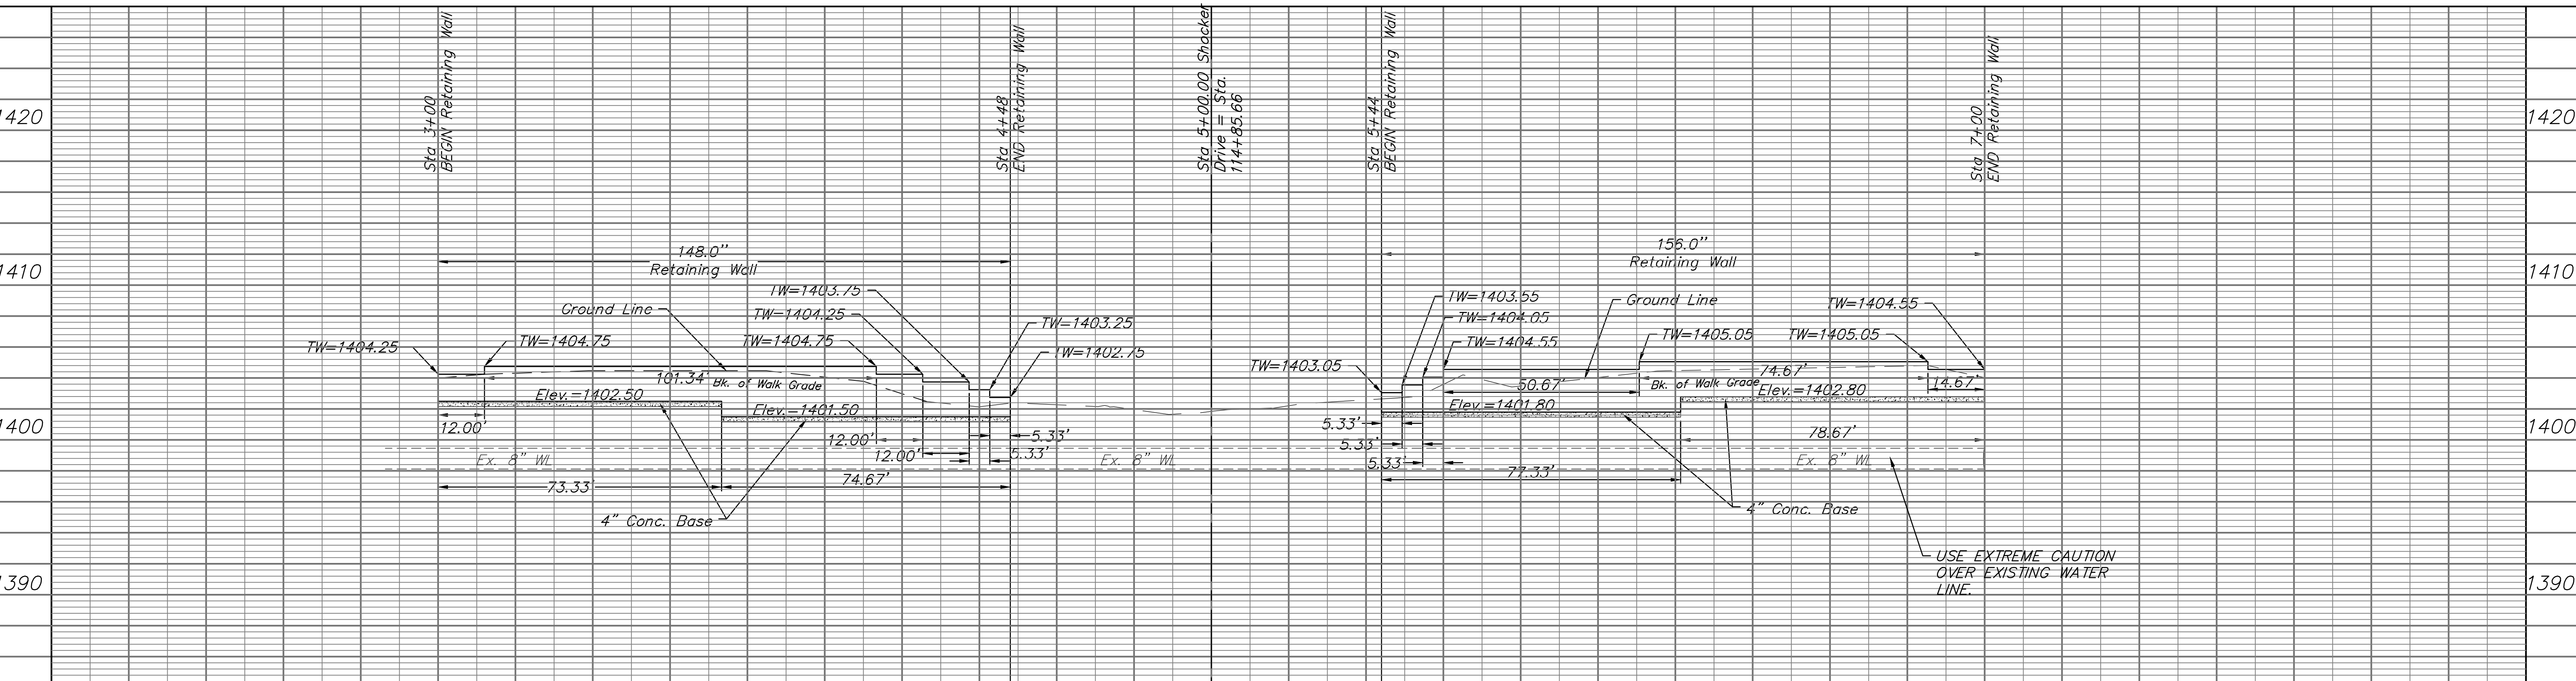 Sta 3+00
BEGIN Retaining Wall
Sta 4+48
END Retaining Wall
Sta 5+00.00 Shocker
Drive = Sta.
114+85.66
Sta 5+44
BEGIN Retaining Wall
Sta 7+00
END Retaining Wall
1420
1420
1410
1410
1400
1400
1390
1390
148.0"
Retaining Wall
156.0"
Retaining Wall
TW=1403.75
Ground Line
TW=1404.25
TW=1403.25
TW=1404.25
TW=1404.75
TW=1404.75
TW=1402.75
101.34'
Bk. of Walk Grade
Elev.=1402.50
Elev.=1401.50
12.00'
12.00'
12.00'
5.33'
5.33'
Ex. 8" WL
Ex. 8" WL
73.33'
74.67'
4" Conc. Base
TW=1403.55
Ground Line
TW=1404.55
TW=1404.05
TW=1404.55
TW=1405.05
TW=1405.05
TW=1403.05
74.67'
50.67'
Bk. of Walk Grade
14.67'
Elev.=1402.80
Elev.=1401.80
5.33'
5.33'
5.33'
78.67'
Ex. 8" WL
77.33'
4" Conc. Base
USE EXTREME CAUTION
OVER EXISTING WATER
LINE.